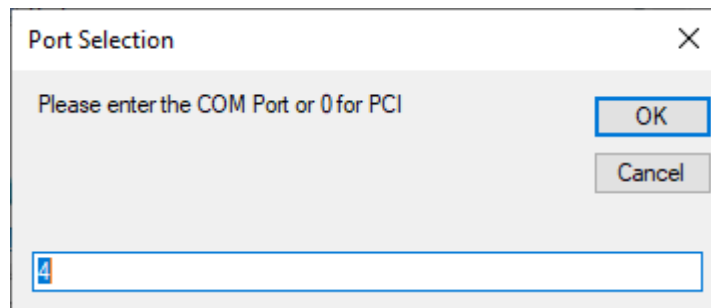 Port Selection
Please enter the COM Port or 0 for PCI
OK
Cancel
4